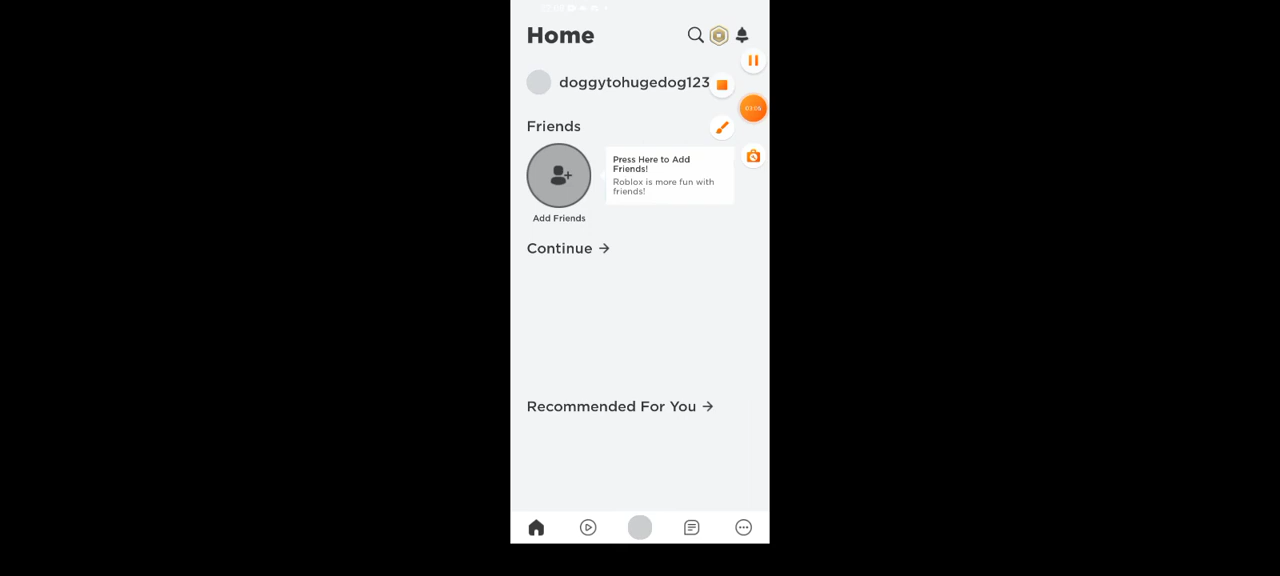 Home
doggytohugedog123
Friends
Press Here to Add
Friends!
Roblox is more fun with
friends!
Add Friends
Continue →
Recommended For You →